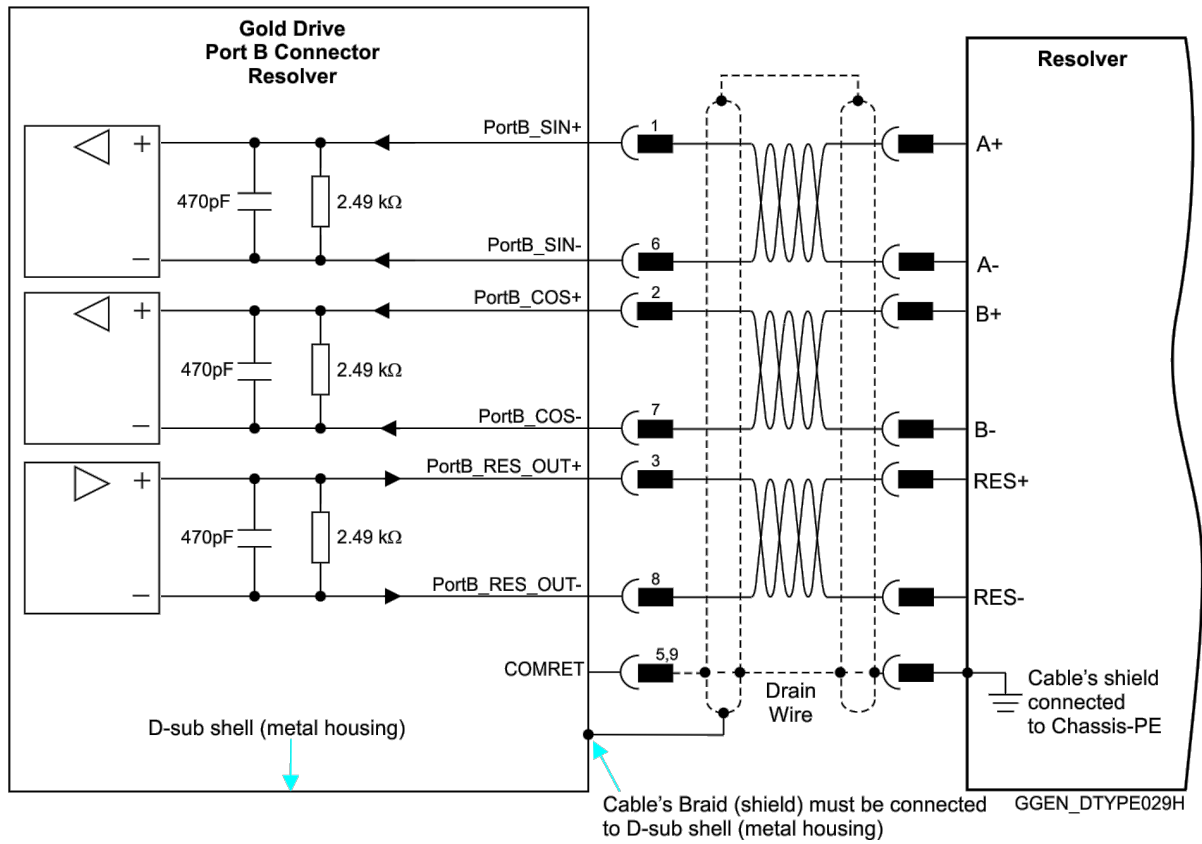 Gold Drive
Port B Connector
Resolver
Resolver
PortB_SIN+
1
A+
+
470pF
2.49 kΩ
PortB_SIN-
6
−
A-
PortB_COS+
2
+
B+
470pF
2.49 kΩ
PortB_COS-
7
−
B-
PortB_RES_OUT+
3
+
RES+
470pF
2.49 kΩ
PortB_RES_OUT-
8
−
RES-
COMRET
5,9
Drain
Wire
Cable's shield
connected
to Chassis-PE
D-sub shell (metal housing)
Cable's Braid (shield) must be connected
to D-sub shell (metal housing)
GGEN_DTYPE029H